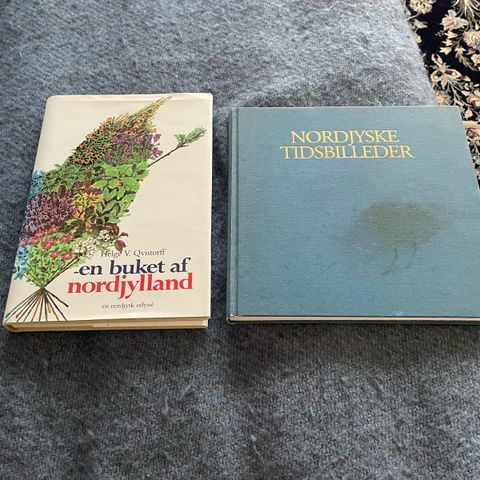 Helge V. Qvistorff
-en buket af
nordjylland
en nordjysk odyssé
NORDJYSKE
TIDSBILLEDER